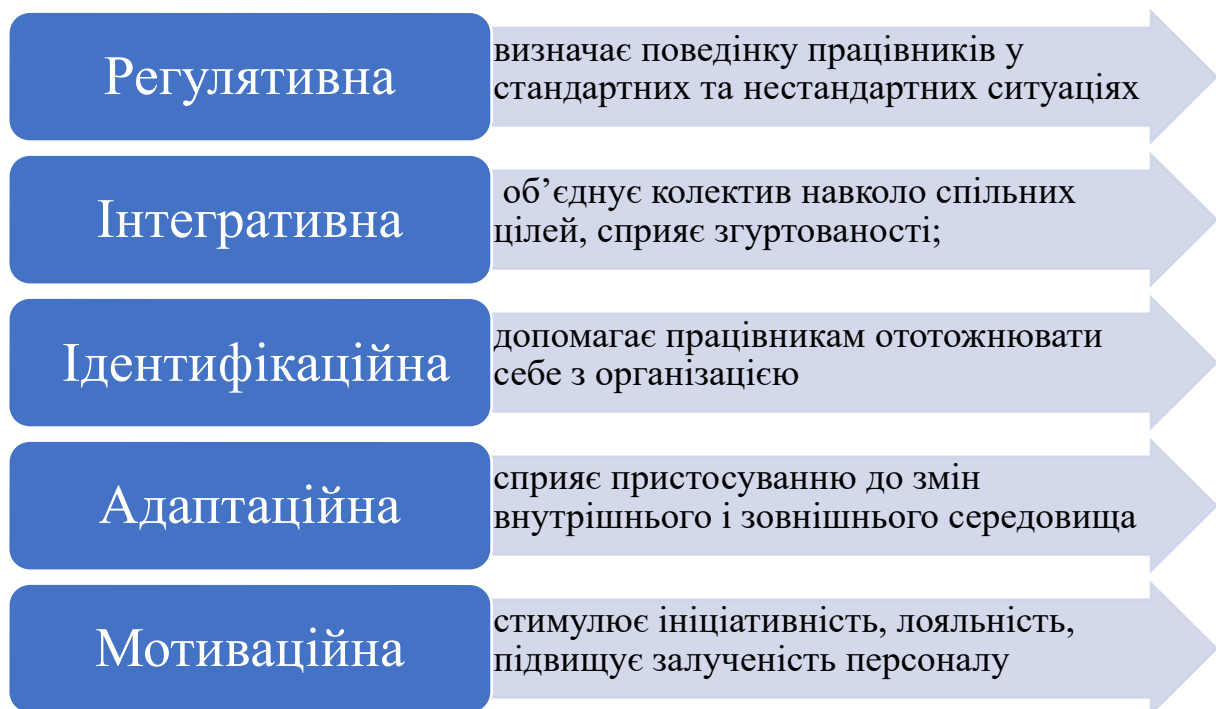 Регулятивна
визначає поведінку працівників у
стандартних та нестандартних ситуаціях
Інтегративна
об’єднує колектив навколо спільних
цілей, сприяє згуртованості;
Ідентифікаційна
допомагає працівникам ототожнювати
себе з організацією
Адаптаційна
сприяє пристосуванню до змін
внутрішнього і зовнішнього середовища
Мотиваційна
стимулює ініціативність, лояльність,
підвищує залученість персоналу